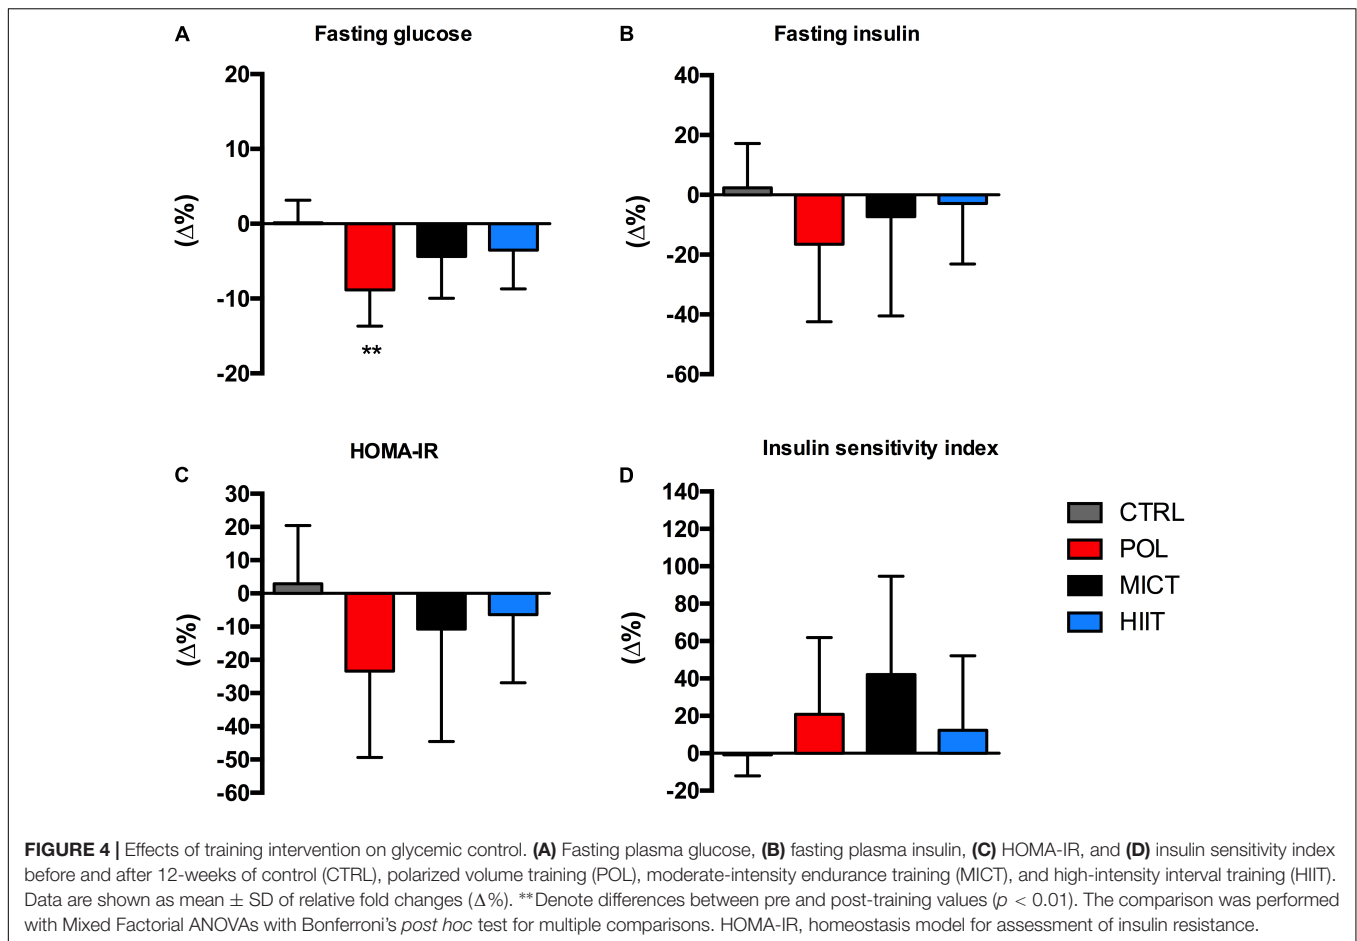 A
Fasting glucose
20
10
0
-10
-20
(Δ%)
**
B
Fasting insulin
40
20
0
-20
-40
-60
(Δ%)
C
HOMA-IR
30
20
10
0
-10
-20
-30
-40
-50
-60
(Δ%)
D
Insulin sensitivity index
140
120
100
80
60
40
20
0
-20
(Δ%)
CTRL
POL
MICT
HIIT
FIGURE 4 | Effects of training intervention on glycemic control. (A) Fasting plasma glucose, (B) fasting plasma insulin, (C) HOMA-IR, and (D) insulin sensitivity index
before and after 12-weeks of control (CTRL), polarized volume training (POL), moderate-intensity endurance training (MICT), and high-intensity interval training (HIIT).
Data are shown as mean ± SD of relative fold changes (Δ%). **Denote differences between pre and post-training values (p < 0.01). The comparison was performed
with Mixed Factorial ANOVAs with Bonferroni's post hoc test for multiple comparisons. HOMA-IR, homeostasis model for assessment of insulin resistance.